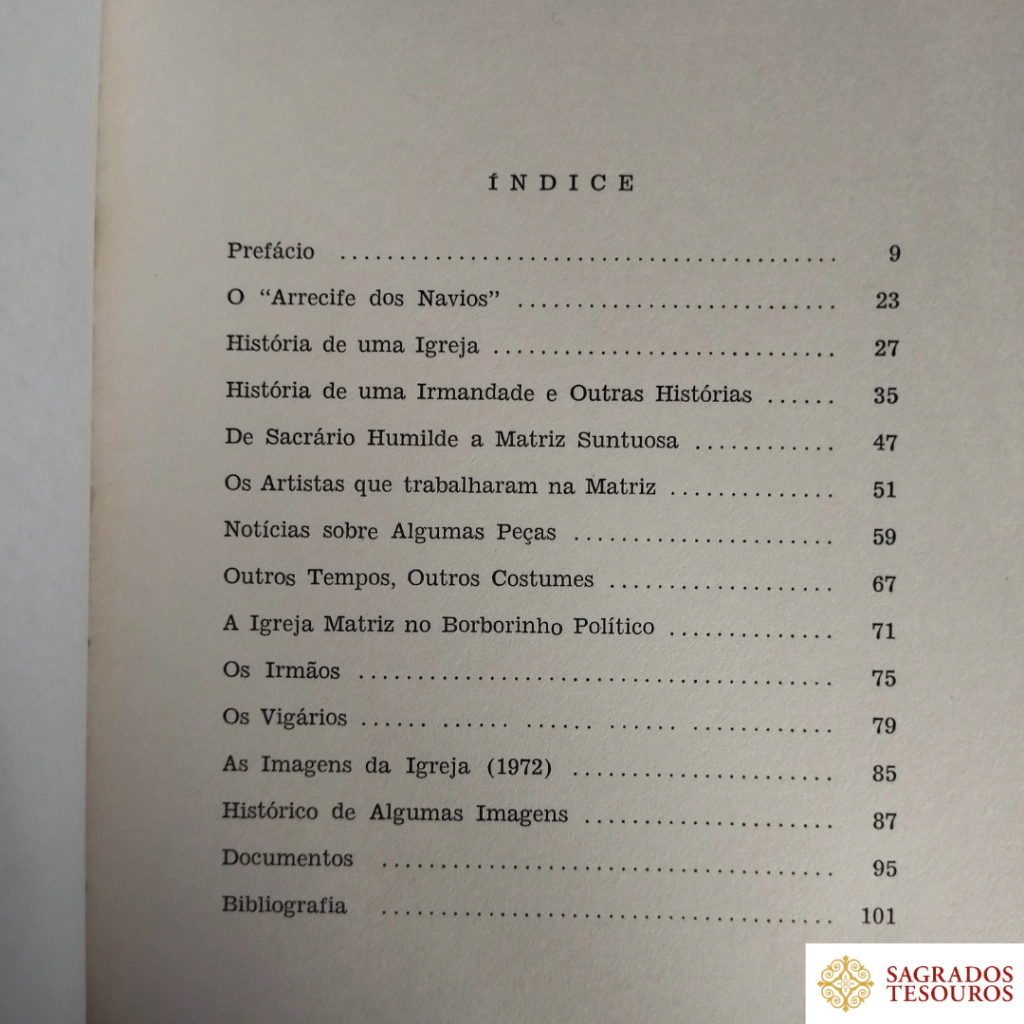 ÍNDICE
Prefácio ........................................... 9
O “Arrecife dos Navios” ........................... 23
História de uma Igreja ............................. 27
História de uma Irmandade e Outras Histórias ...... 35
De Sacrário Humilde a Matriz Suntuosa ............ 47
Os Artistas que trabalharam na Matriz .............. 51
Notícias sobre Algumas Peças ...................... 59
Outros Tempos, Outros Costumes ................... 67
A Igreja Matriz no Borborinho Político .............. 71
Os Irmãos ......................................... 75
Os Vigários ...... ...... ...... ...... ............ 79
As Imagens da Igreja (1972) ...................... 85
Histórico de Algumas Imagens ..................... 87
Documentos ....................................... 95
Bibliografia ....................................... 101
SAGRADOS
TESOUROS